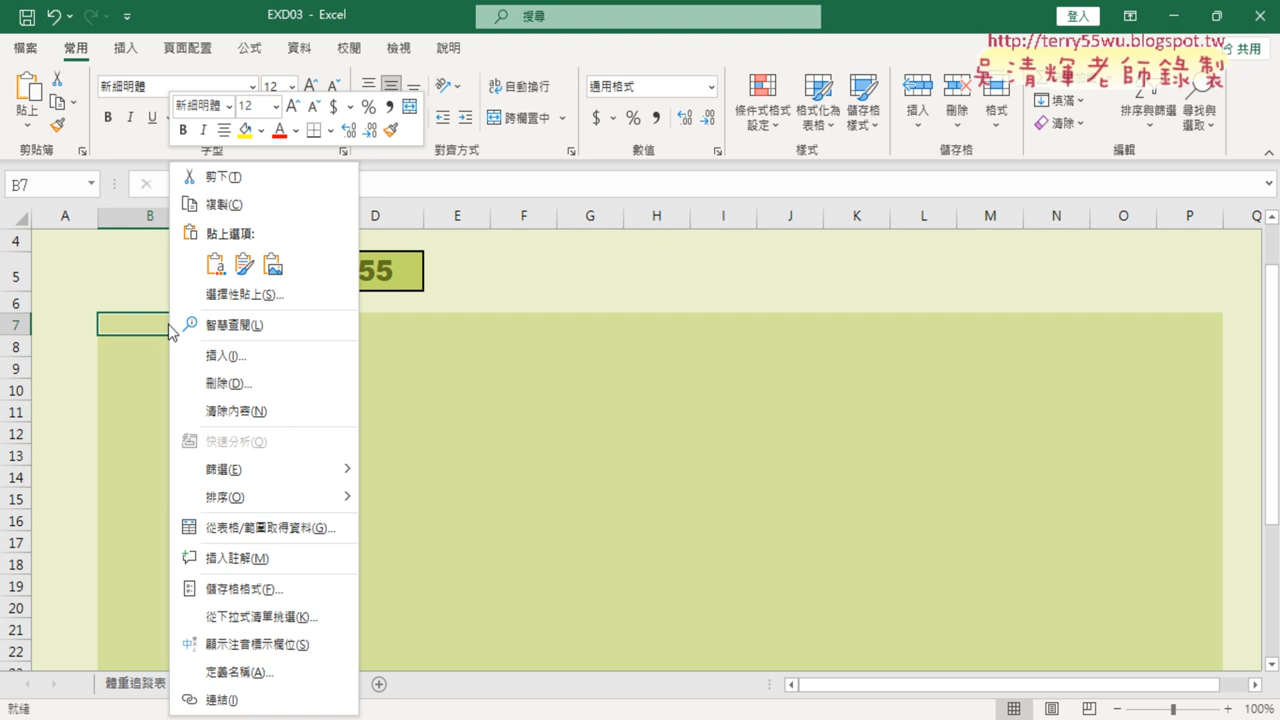 EXD03 - Excel
搜尋
登入
檔案 常用 插入 頁面配置 公式 資料 校閱 檢視 說明
共用
http://terry55wu.blogspot.tw
吳清輝老師錄製
貼上
新細明體 12
B I U
自動換行
跨欄置中
通用格式
$ % ,
條件式格式設定
格式化為表格
儲存格樣式
插入 刪除 格式
填滿
清除
排序與篩選
尋找與選取
剪貼簿 字型 對齊方式 數值 樣式 儲存格 編輯
新細明體 12 A A $ % ,
B I A
B7
A B D E F G H I J K L M N O P Q
4
5
6
7
8
9
10
11
12
13
14
15
16
17
18
19
20
21
22
55
剪下(T)
複製(C)
貼上選項:
選擇性貼上(S)...
智慧查閱(L)
插入(I)...
刪除(D)...
清除內容(N)
快速分析(Q)
篩選(E)
排序(O)
從表格/範圍取得資料(G)...
插入註解(M)
儲存格格式(F)...
從下拉式清單挑選(K)...
顯示注音標示欄位(S)
定義名稱(A)...
連結(I)
體重追蹤表
就緒
100%